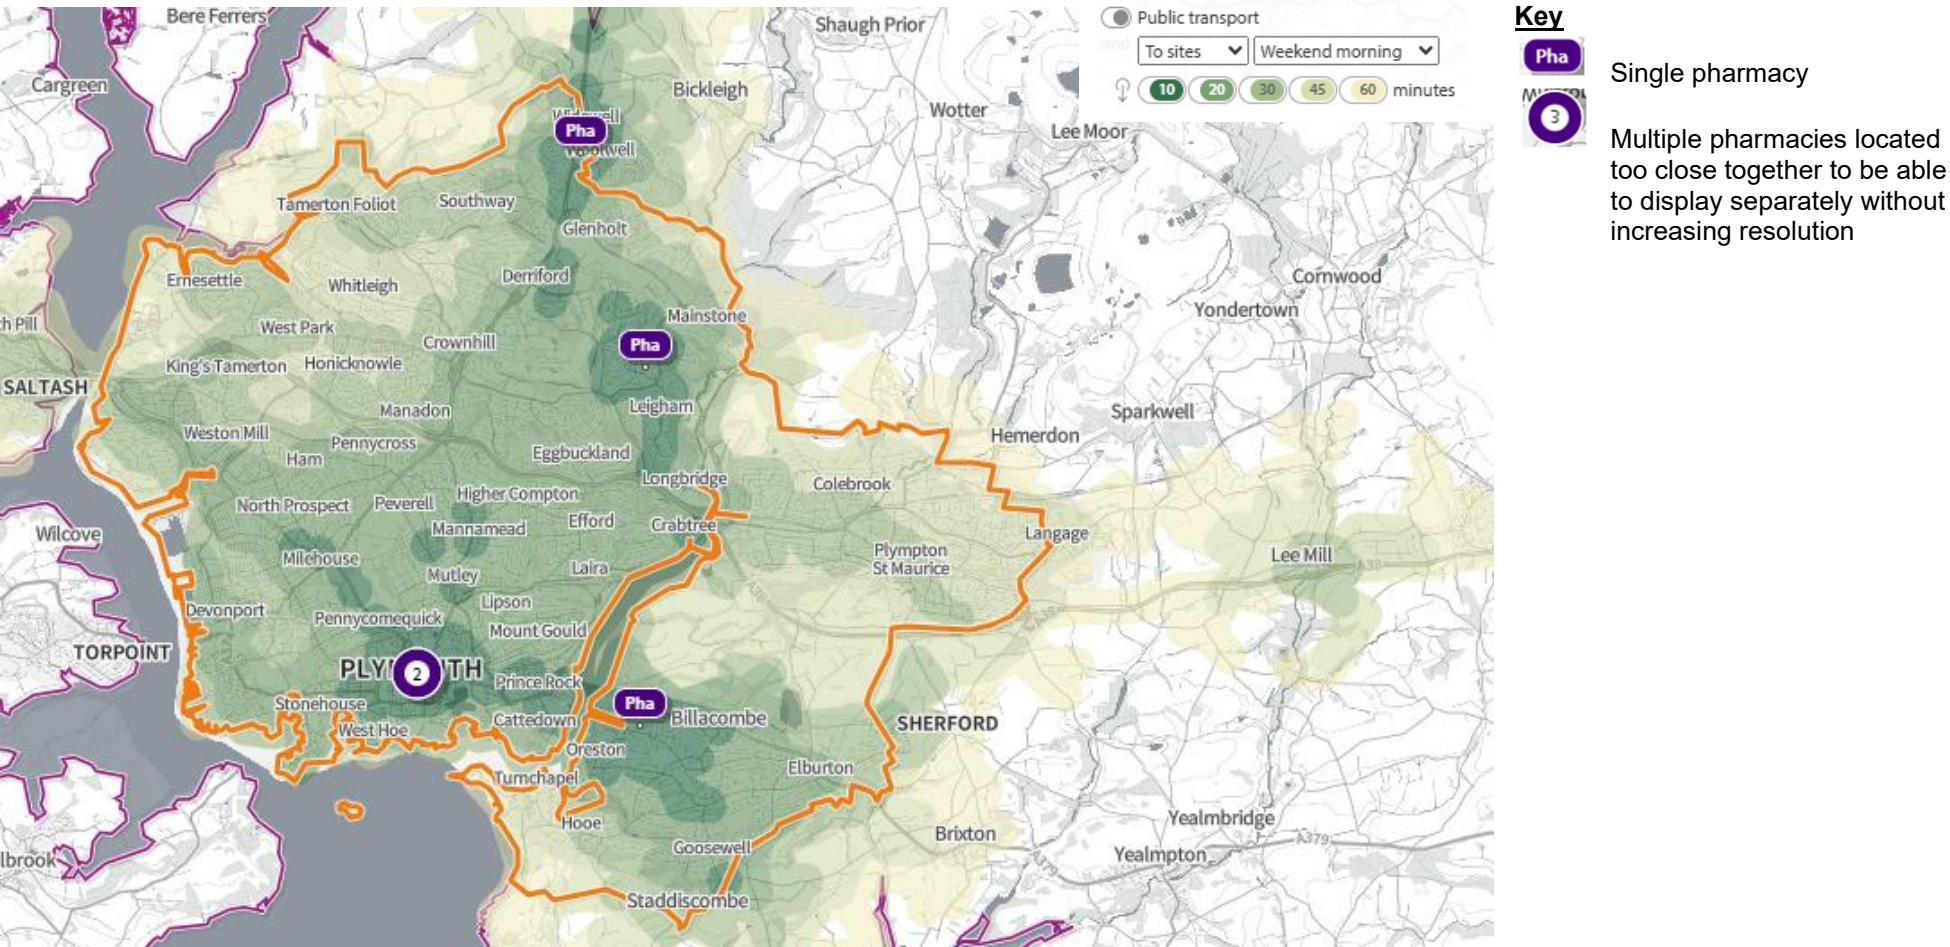 Bere Ferrers
Shaugh Prior
Public transport
To sites
Weekend morning
10
20
30
45
60
minutes
Key
Pha
Single pharmacy
3
Multiple pharmacies located
too close together to be able
to display separately without
increasing resolution
Cargreen
Bickleigh
Wotter
Lee Moor
Pha
Tamerton Foliot
Southway
Glenholt
Ernesettle
Whitleigh
Derriford
Cornwood
Yondertown
Mainstone
West Park
Crownhill
Pha
King's Tamerton
Honicknowle
SALTASH
Manadon
Leigham
Sparkwell
Weston Mill
Pennycross
Hemerdon
Ham
Eggbuckland
Longbridge
Colebrook
North Prospect
Peverell
Higher Compton
Mannamead
Efford
Crabtree
Wilcove
Langage
Milehouse
Plympton
St Maurice
Lee Mill
A38
Mutley
Laira
Devonport
Pennycomequick
Lipson
Mount Gould
TORPOINT
2
Prince Rock
Stonehouse
Pha
Billacombe
West Hoe
Cattedown
SHERFORD
Oreston
Turnchapel
Elburton
Hooe
Yealmbridge
Brixton
A379
Goosewell
Yealmpton
A379
Staddiscombe